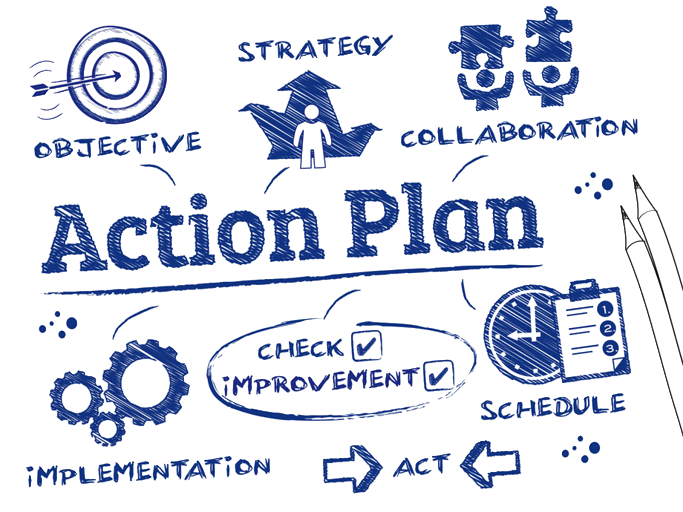 STRATEGY
OBJECTIVE
COLLABORATION
Action Plan
CHECK
IMPROVEMENT
1.
2
3
SCHEDULE
IMPLEMENTATION
ACT